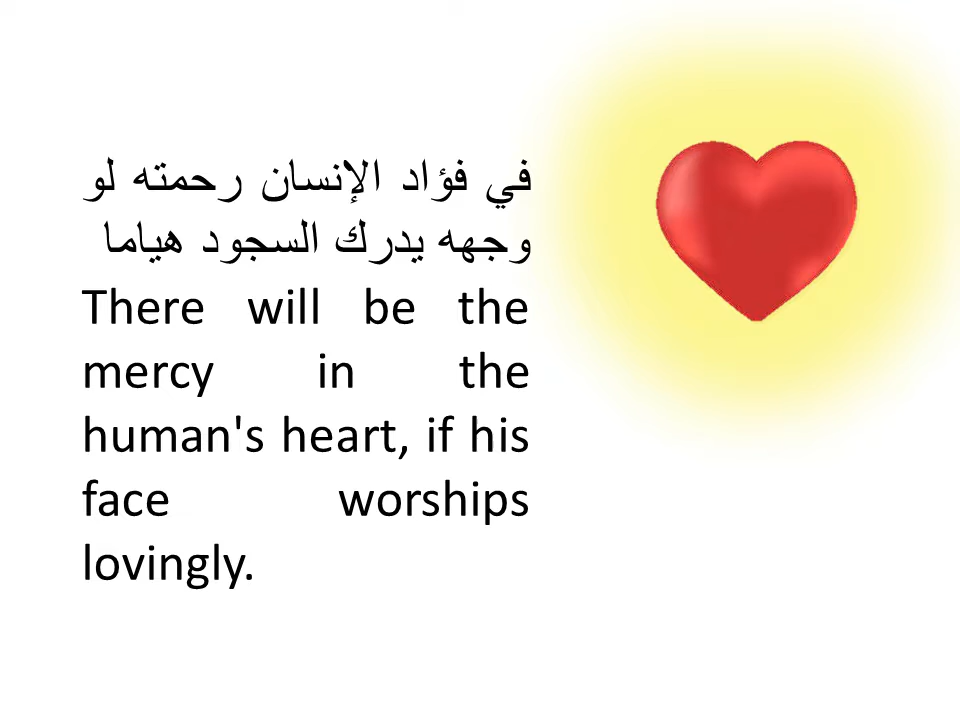 في فؤاد الإنسان رحمته لو
وجهه يدرك السجود هياما
There will be the
mercy in the
human's heart, if his
face worships
lovingly.